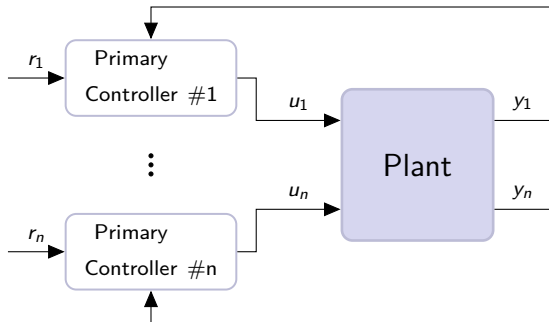 r1
Primary
Controller #1
u1
y1
Plant
un
yn
rn
Primary
Controller #n